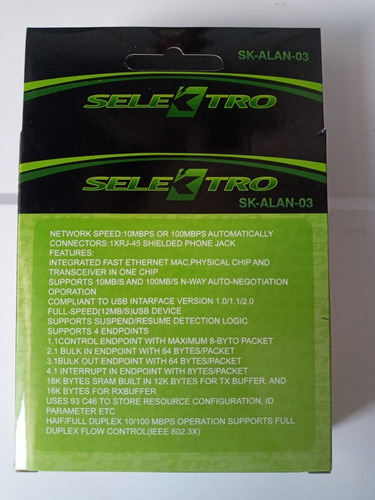 SK-ALAN-03
SELEKTRO
SELEKTRO
SK-ALAN-03
NETWORK SPEED:10MBPS OR 100MBPS AUTOMATICALLY
CONNECTORS:1XRJ-45 SHIELDED PHONE JACK
FEATURES:
INTEGRATED FAST ETHERNET MAC,PHYSICAL CHIP AND
TRANSCEIVER IN ONE CHIP
SUPPORTS 10MB/S AND 100MB/S N-WAY AUTO-NEGOTIATION
OPORATION
COMPLIANT TO USB INTARFACE VERSION 1.0/1.1/2.0
FULL-SPEED(12MB/S)USB DEVICE
SUPPORTS SUSPEND/RESUME DETECTION LOGIC
SUPPORTS 4 ENDPOINTS
1.1CONTROL ENDPOINT WITH MAXIMUM 8-BYTO PACKET
2.1 BULK IN ENDPOINT WITH 64 BYTES/PACKET
3.1BULK OUT ENDPOINT WITH 64 BYTES/PACKET
4.1 INTERRUPT IN ENDPOINT WITH 8YTES/PACKET
18K BYTES SRAM BUILT IN 12K BYTES FOR TX BUFFER, AND
16K BYTES FOR RXBUFFER
USES 93 C46 TO STORE RESOURCE CONFIGURATION, ID
PARAMETER ETC
HAIF/FULL DUPLEX 10/100 MBPS OPERATION SUPPORTS FULL
DUPLEX FLOW CONTROL(IEEE 802.3X)